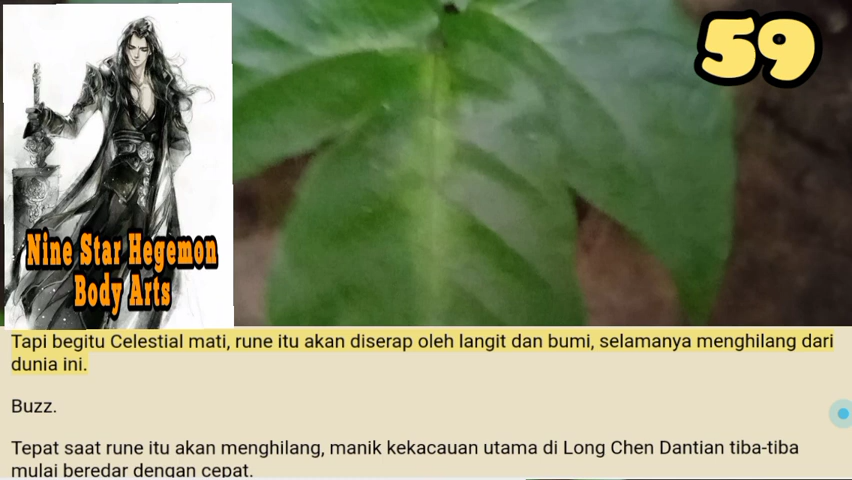 59
Nine Star Hegemon
Body Arts
Tapi begitu Celestial mati, rune itu akan diserap oleh langit dan bumi, selamanya menghilang dari
dunia ini.
Buzz.
Tepat saat rune itu akan menghilang, manik kekacauan utama di Long Chen Dantian tiba-tiba
mulai beredar dengan cepat.